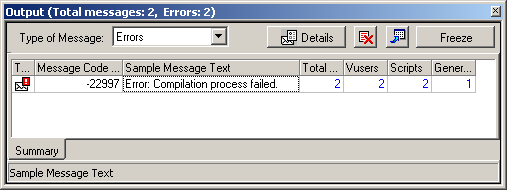 Output (Total messages: 2, Errors: 2)
Type of Message: Errors Details Freeze
T... Message Code ... Sample Message Text Total ... Vusers Scripts Gener...
-22997 Error: Compilation process failed. 2 2 2 1
Summary
Sample Message Text